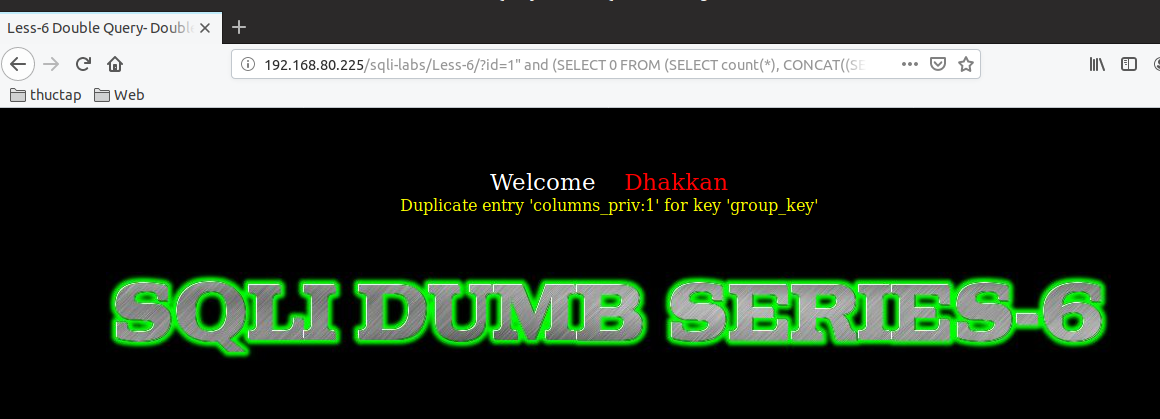 Less-6 Double Query- Double
192.168.80.225/sqli-labs/Less-6/?id=1" and (SELECT 0 FROM (SELECT count(*), CONCAT((SE
thuctap Web
Welcome Dhakkan
Duplicate entry 'columns_priv:1' for key 'group_key'
SQLI DUMB SERIES-6